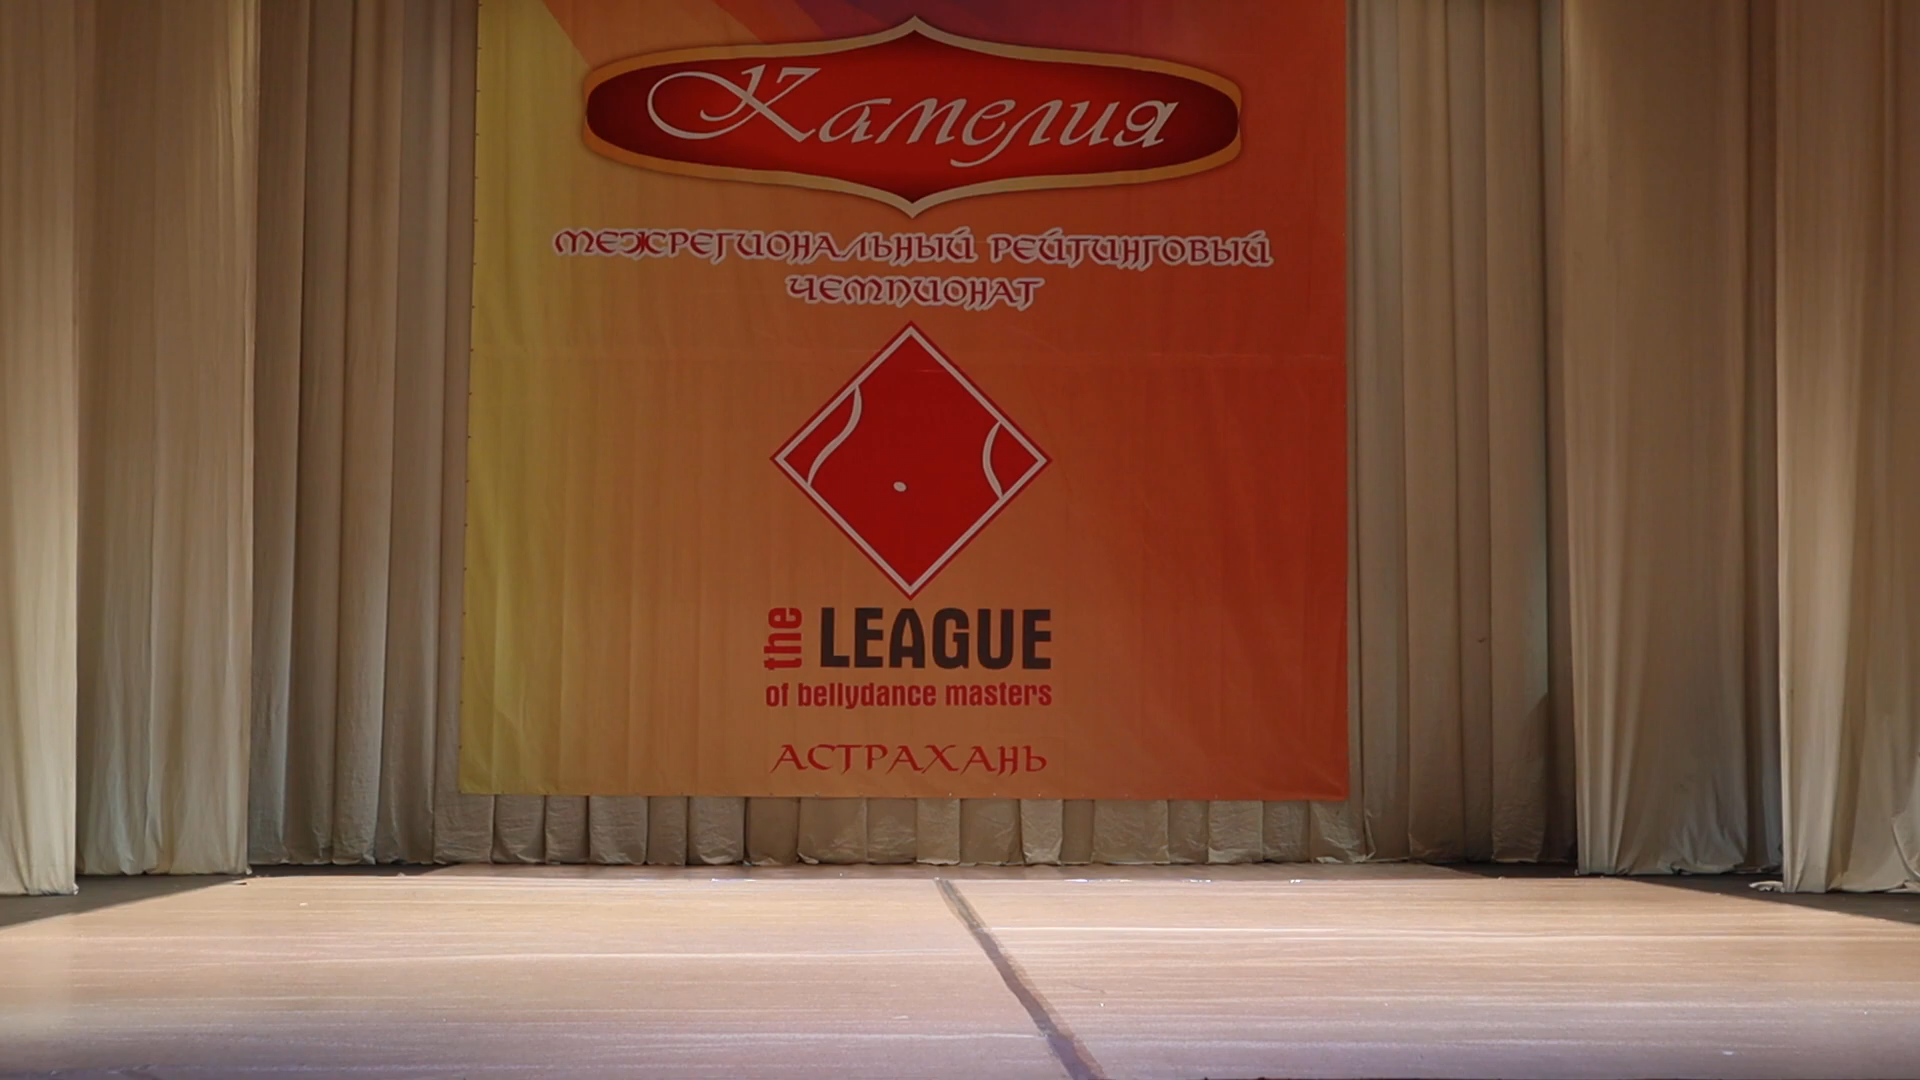 Камелия
МЕЖРЕГИОНАЛЬНЫЙ РЕЙТИНГОВЫЙ
ЧЕМПИОНАТ
the LEAGUE
of bellydance masters
АСТРАХАНЬ